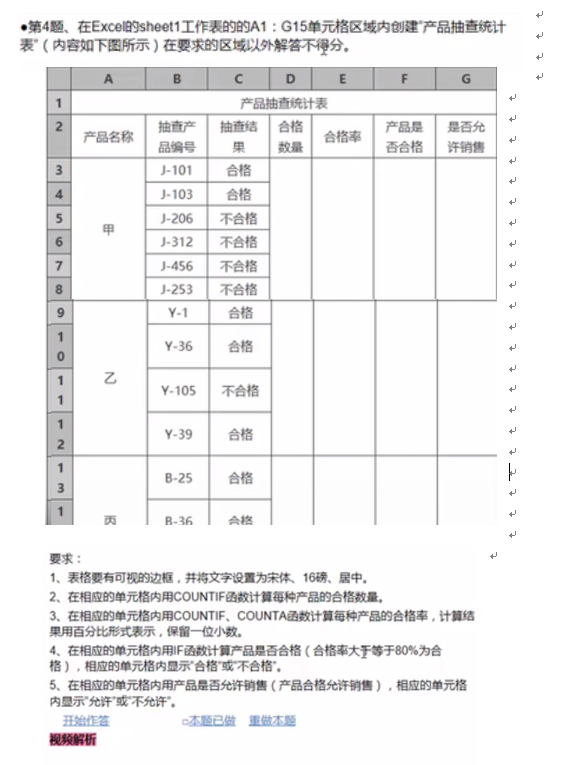 ●第4题、在Excel的sheet1工作表的的A1：G15单元格区域内创建"产品抽查统计
表"（内容如下图所示）在要求的区域以外解答不得分。
A B C D E F G
1 产品抽查统计表
2 产品名称 抽查产品编号 抽查结果 合格数量 合格率 产品是否合格 是否允许销售
3 甲 J-101 合格
4 J-103 合格
5 J-206 不合格
6 J-312 不合格
7 J-456 不合格
8 J-253 不合格
9 乙 Y-1 合格
10 Y-36 合格
11 Y-105 不合格
12 Y-39 合格
13 B-25 合格
1 丙 B-36 合格
要求：
1、表格要有可视的边框，并将文字设置为宋体、16磅、居中。
2、在相应的单元格内用COUNTIF函数计算每种产品的合格数量。
3、在相应的单元格内用COUNTIF、COUNTA函数计算每种产品的合格率，计算结
果用百分比形式表示，保留一位小数。
4、在相应的单元格内用IF函数计算产品是否合格（合格率大于等于80%为合
格），相应的单元格内显示"合格"或"不合格"。
5、在相应的单元格内用产品是否允许销售（产品合格允许销售），相应的单元格
内显示"允许"或"不允许"。
开始作答 □本题已做 重做本题
视频解析